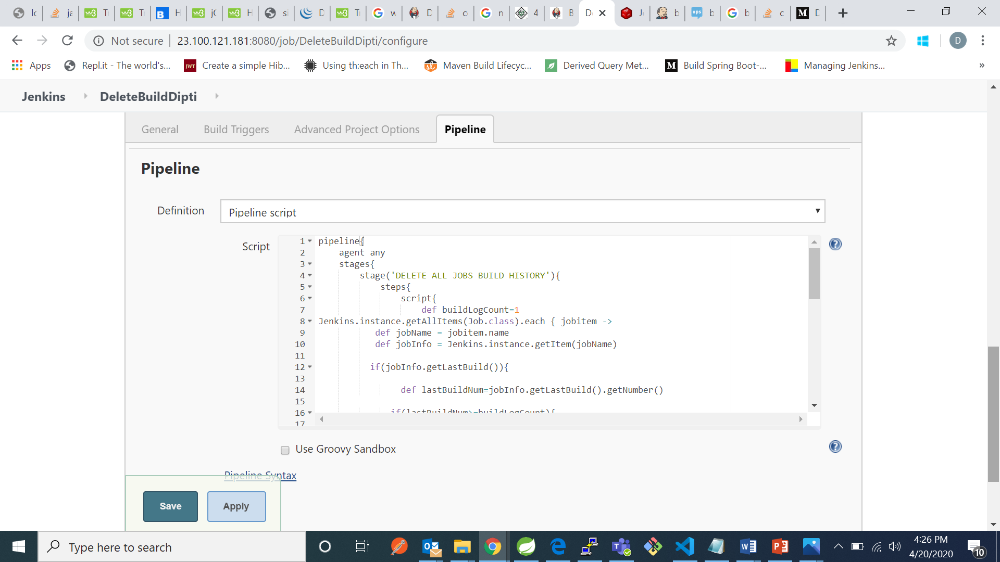 Not secure | 23.100.121.181:8080/job/DeleteBuildDipti/configure
D
Apps Repl.it - The world's... JWT Create a simple Hib... Using th:each in Th... Maven Build Lifecyc... Derived Query Met... M Build Spring Boot-... Managing Jenkins... »
Jenkins DeleteBuildDipti
General Build Triggers Advanced Project Options Pipeline
Pipeline
Definition Pipeline script
Script
1 pipeline{
2 agent any
3 stages{
4 stage('DELETE ALL JOBS BUILD HISTORY'){
5 steps{
6 script{
7 def buildLogCount=1
8 Jenkins.instance.getAllItems(Job.class).each { jobitem ->
9 def jobName = jobitem.name
10 def jobInfo = Jenkins.instance.getItem(jobName)
11
12 if(jobInfo.getLastBuild()){
13
14 def lastBuildNum=jobInfo.getLastBuild().getNumber()
15
16 if(lastBuildNum>=buildLogCount){
17
Use Groovy Sandbox
Pipeline Syntax
Save Apply
Type here to search
4:26 PM
4/20/2020
10